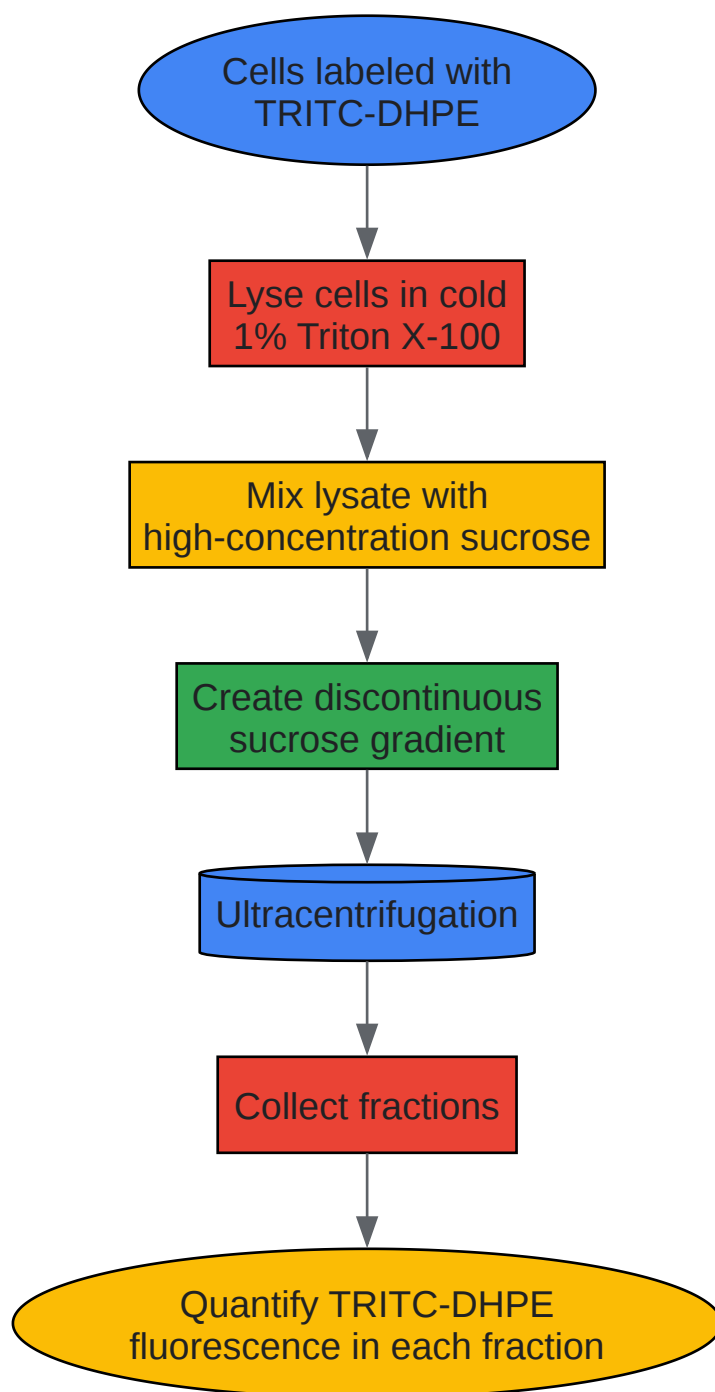 Cells labeled with
TRITC-DHPE
Lyse cells in cold
1% Triton X-100
Mix lysate with
high-concentration sucrose
Create discontinuous
sucrose gradient
Ultracentrifugation
Collect fractions
Quantify TRITC-DHPE
fluorescence in each fraction